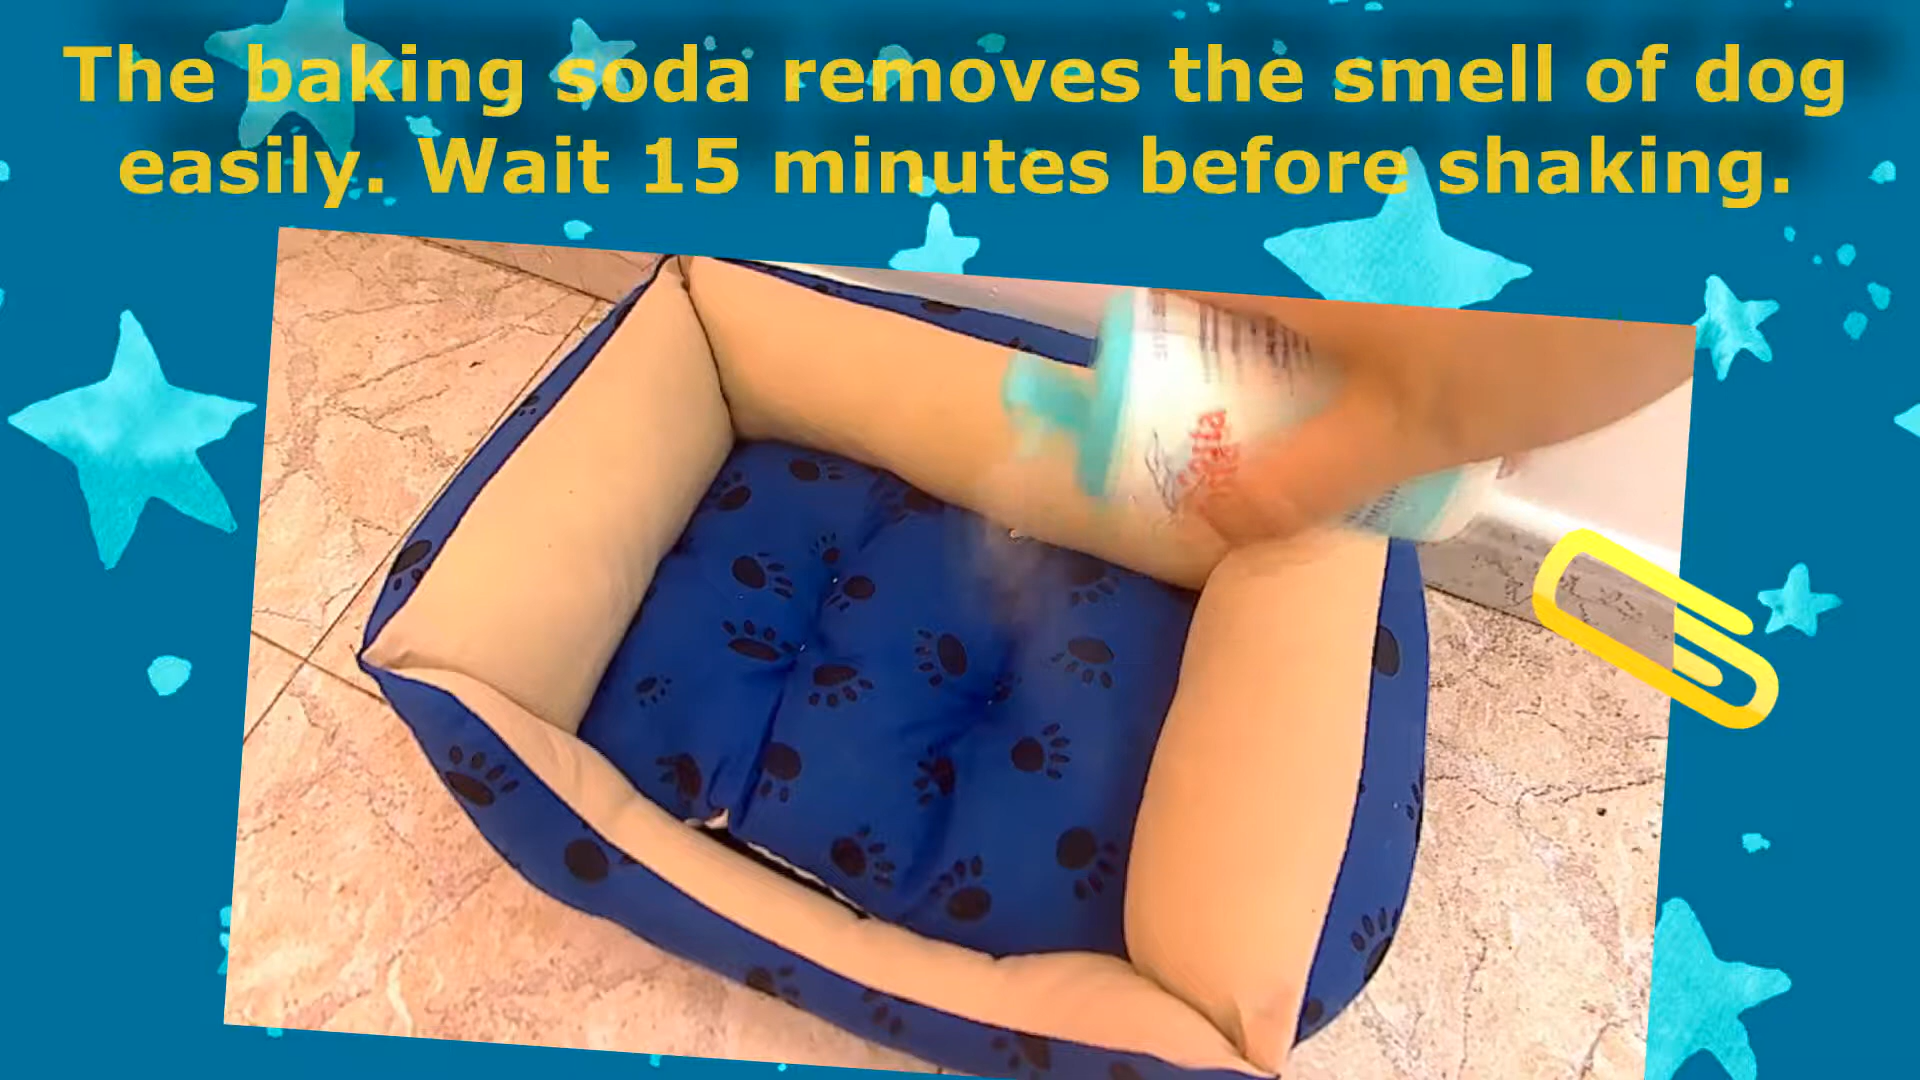 The baking soda removes the smell of dog
easily. Wait 15 minutes before shaking.